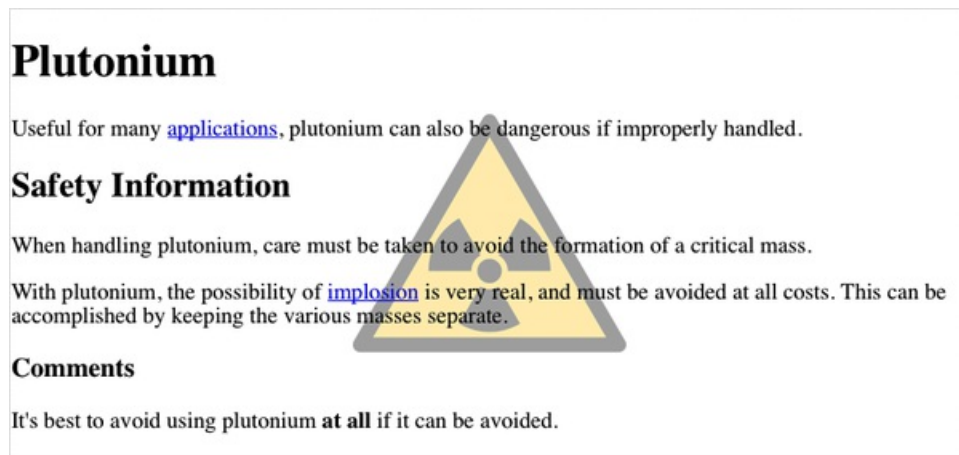 Plutonium
Useful for many applications, plutonium can also be dangerous if improperly handled.
Safety Information
When handling plutonium, care must be taken to avoid the formation of a critical mass.
With plutonium, the possibility of implosion is very real, and must be avoided at all costs. This can be
accomplished by keeping the various masses separate.
Comments
It's best to avoid using plutonium at all if it can be avoided.